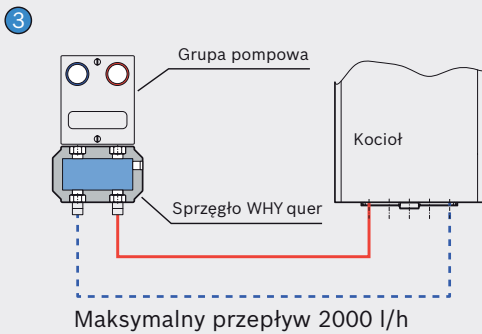 3
Grupa pompowa
Kocioł
Sprzęgło WHY quer
Maksymalny przepływ 2000 l/h